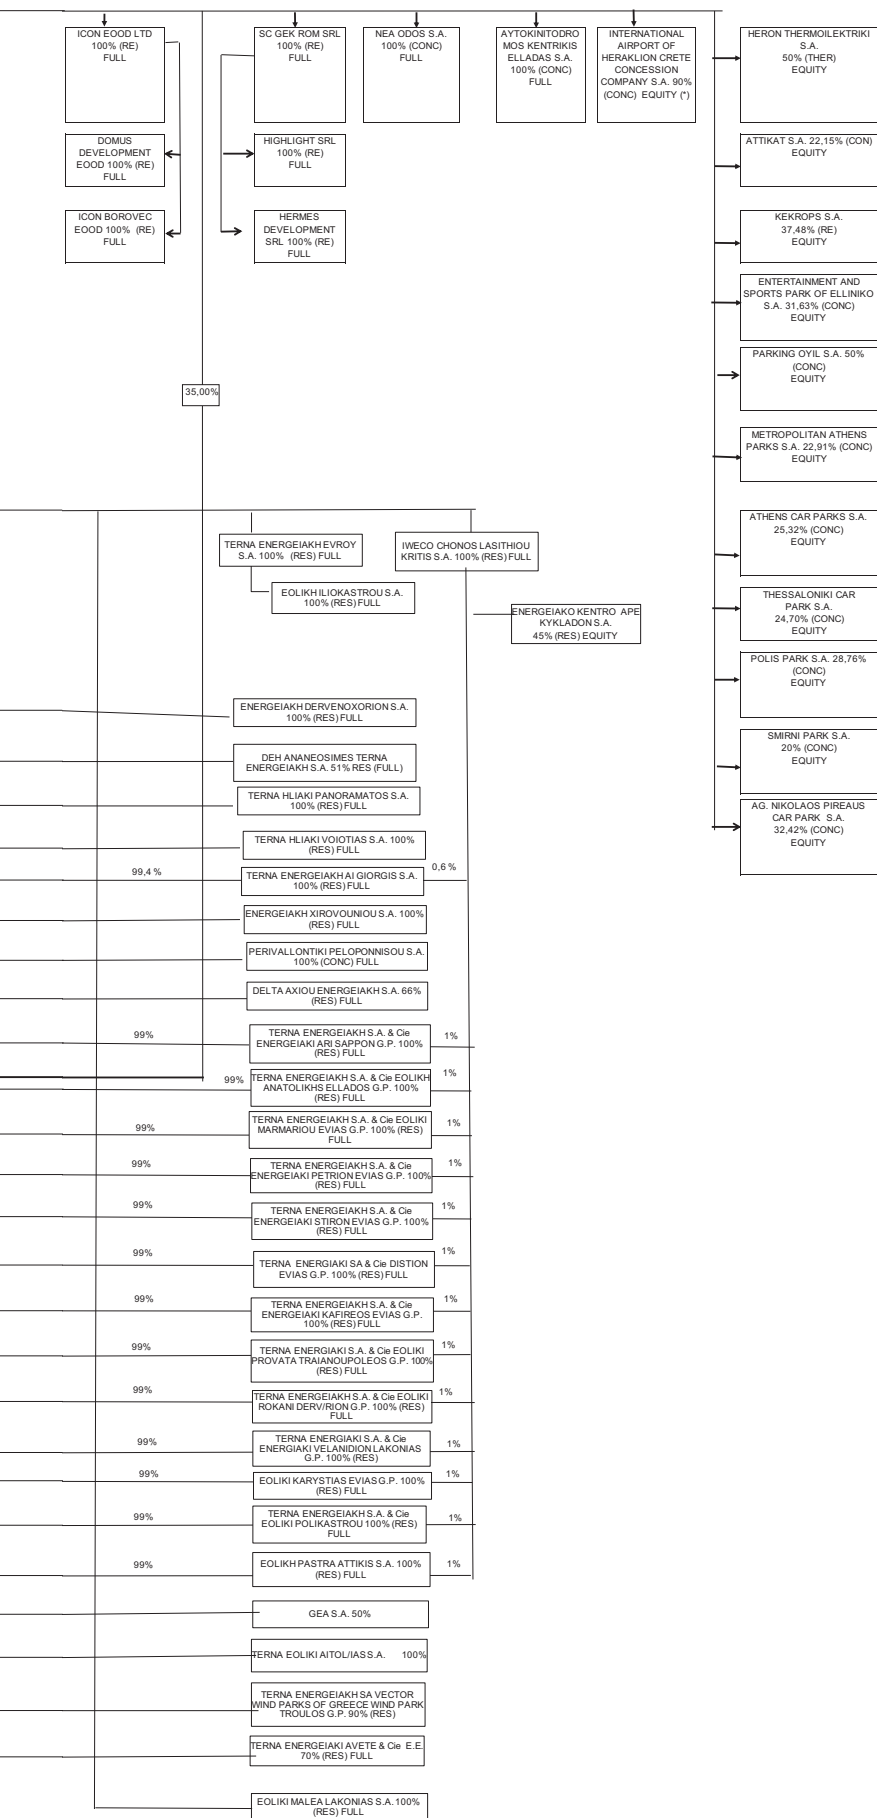 ICON EOOD LTD
100% (RE)
FULL
SC GEK ROM SRL
100% (RE)
FULL
NEA ODOS S.A.
100% (CONC)
FULL
AYTOKINITODRO
MOS KENTRIKIS
ELLADAS S.A.
100% (CONC)
FULL
INTERNATIONAL
AIRPORT OF
HERAKLION CRETE
CONCESSION
COMPANY S.A. 90%
(CONC) EQUITY (*)
HERON THERMOILEKTRIKI
S.A.
50% (THER)
EQUITY
DOMUS
DEVELOPMENT
EOOD 100% (RE)
FULL
HIGHLIGHT SRL
100% (RE)
FULL
ATTIKAT S.A. 22,15% (CON)
EQUITY
ICON BOROVEC
EOOD 100% (RE)
FULL
HERMES
DEVELOPMENT
SRL 100% (RE)
FULL
KEKROPS S.A.
37,48% (RE)
EQUITY
ENTERTAINMENT AND
SPORTS PARK OF ELLINIKO
S.A. 31,63% (CONC)
EQUITY
PARKING OYIL S.A. 50%
(CONC)
EQUITY
35,00%
METROPOLITAN ATHENS
PARKS S.A. 22,91% (CONC)
EQUITY
ATHENS CAR PARKS S.A.
25,32% (CONC)
EQUITY
TERNA ENERGEIAKH EVROY
S.A. 100% (RES) FULL
IWECO CHONOS LASITHIOU
KRITIS S.A. 100% (RES) FULL
EOLIKH ILIOKASTROU S.A.
100% (RES) FULL
THESSALONIKI CAR
PARK S.A.
24,70% (CONC)
EQUITY
ENERGEIAKO KENTRO APE
KYKLADON S.A.
45% (RES) EQUITY
POLIS PARK S.A. 28,76%
(CONC)
EQUITY
ENERGEIAKH DERVENOXORION S.A.
100% (RES) FULL
SMIRNI PARK S.A.
20% (CONC)
EQUITY
DEH ANANEOSIMES TERNA
ENERGEIAKH S.A. 51% RES (FULL)
TERNA HLIAKI PANORAMATOS S.A.
100% (RES) FULL
AG. NIKOLAOS PIREAUS
CAR PARK S.A.
32,42% (CONC)
EQUITY
TERNA HLIAKI VOIOTIAS S.A. 100%
(RES) FULL
99,4 %
TERNA ENERGEIAKH AI GIORGIS S.A.
100% (RES) FULL
0,6 %
ENERGEIAKH XIROVOUNIOU S.A. 100%
(RES) FULL
PERIVALLONTIKI PELOPONNISOU S.A.
100% (CONC) FULL
DELTA AXIOU ENERGEIAKH S.A. 66%
(RES) FULL
99%
TERNA ENERGEIAKH S.A. & Cie
ENERGEIAKI ARI SAPPON G.P. 100%
(RES) FULL
1%
99%
TERNA ENERGEIAKH S.A. & Cie EOLIKH
ANATOLIKHS ELLADOS G.P. 100%
(RES) FULL
1%
99%
TERNA ENERGEIAKH S.A. & Cie EOLIKI
MARMARIOU EVIAS G.P. 100% (RES)
FULL
1%
99%
TERNA ENERGEIAKH S.A. & Cie
ENERGEIAKI PETRION EVIAS G.P. 100%
(RES) FULL
1%
99%
TERNA ENERGEIAKH S.A. & Cie
ENERGEIAKI STIRON EVIAS G.P. 100%
(RES) FULL
1%
99%
TERNA ENERGIAKI SA & Cie DISTION
EVIAS G.P. 100% (RES) FULL
1%
99%
TERNA ENERGEIAKH S.A. & Cie
ENERGEIAKI KAFIREOS EVIAS G.P.
100% (RES) FULL
1%
99%
TERNA ENERGIAKI S.A. & Cie EOLIKI
PROVATA TRAIANOUPOLEOS G.P. 100%
(RES) FULL
1%
99%
TERNA ENERGEIAKH S.A. & Cie EOLIKI
ROKANI DERV/RION G.P. 100% (RES)
FULL
1%
99%
TERNA ENERGIAKI S.A. & Cie
ENERGIAKI VELANIDION LAKONIAS
G.P. 100% (RES)
1%
99%
EOLIKI KARYSTIAS EVIAS G.P. 100%
(RES) FULL
1%
99%
TERNA ENERGEIAKH S.A. & Cie
EOLIKI POLIKASTROU 100% (RES)
FULL
1%
99%
EOLIKH PASTRA ATTIKIS S.A. 100%
(RES) FULL
1%
GEA S.A. 50%
TERNA EOLIKI AITOL/IAS S.A. 100%
TERNA ENERGEIAKH SA VECTOR
WIND PARKS OF GREECE WIND PARK
TROULOS G.P. 90% (RES)
TERNA ENERGEIAKI AVETE & Cie E.E.
70% (RES) FULL
EOLIKI MALEA LAKONIAS S.A. 100%
(RES) FULL